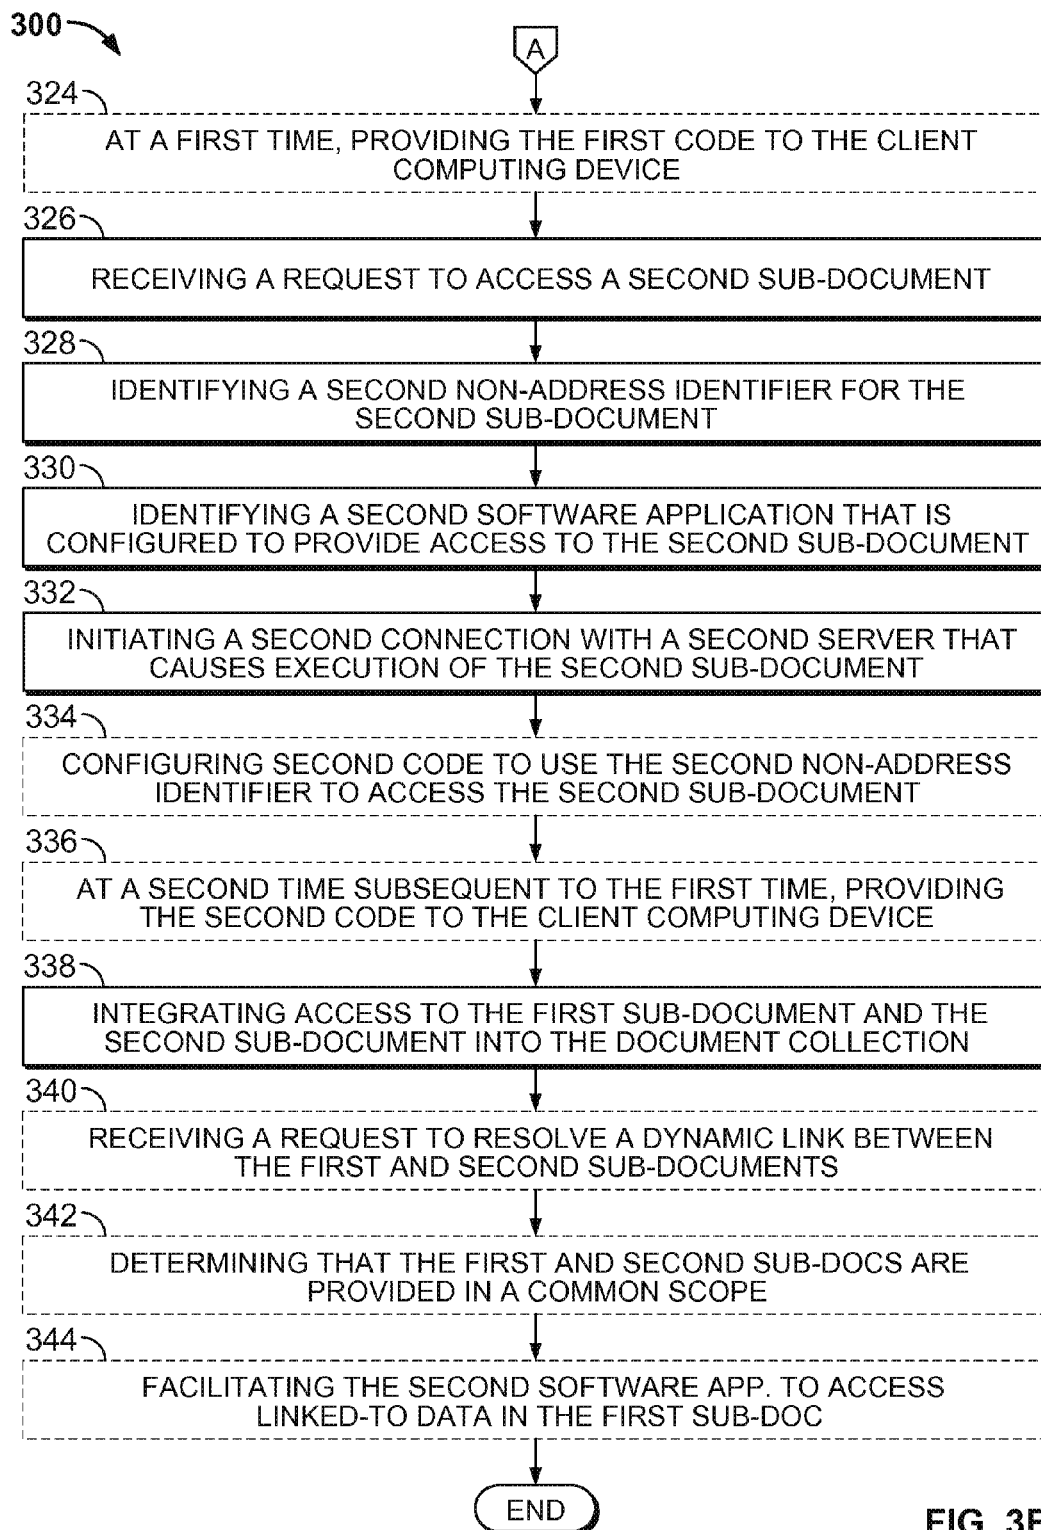 300
A
324
AT A FIRST TIME, PROVIDING THE FIRST CODE TO THE CLIENT
COMPUTING DEVICE
326
RECEIVING A REQUEST TO ACCESS A SECOND SUB-DOCUMENT
328
IDENTIFYING A SECOND NON-ADDRESS IDENTIFIER FOR THE
SECOND SUB-DOCUMENT
330
IDENTIFYING A SECOND SOFTWARE APPLICATION THAT IS
CONFIGURED TO PROVIDE ACCESS TO THE SECOND SUB-DOCUMENT
332
INITIATING A SECOND CONNECTION WITH A SECOND SERVER THAT
CAUSES EXECUTION OF THE SECOND SUB-DOCUMENT
334
CONFIGURING SECOND CODE TO USE THE SECOND NON-ADDRESS
IDENTIFIER TO ACCESS THE SECOND SUB-DOCUMENT
336
AT A SECOND TIME SUBSEQUENT TO THE FIRST TIME, PROVIDING
THE SECOND CODE TO THE CLIENT COMPUTING DEVICE
338
INTEGRATING ACCESS TO THE FIRST SUB-DOCUMENT AND THE
SECOND SUB-DOCUMENT INTO THE DOCUMENT COLLECTION
340
RECEIVING A REQUEST TO RESOLVE A DYNAMIC LINK BETWEEN
THE FIRST AND SECOND SUB-DOCUMENTS
342
DETERMINING THAT THE FIRST AND SECOND SUB-DOCS ARE
PROVIDED IN A COMMON SCOPE
344
FACILITATING THE SECOND SOFTWARE APP. TO ACCESS
LINKED-TO DATA IN THE FIRST SUB-DOC
END
FIG.